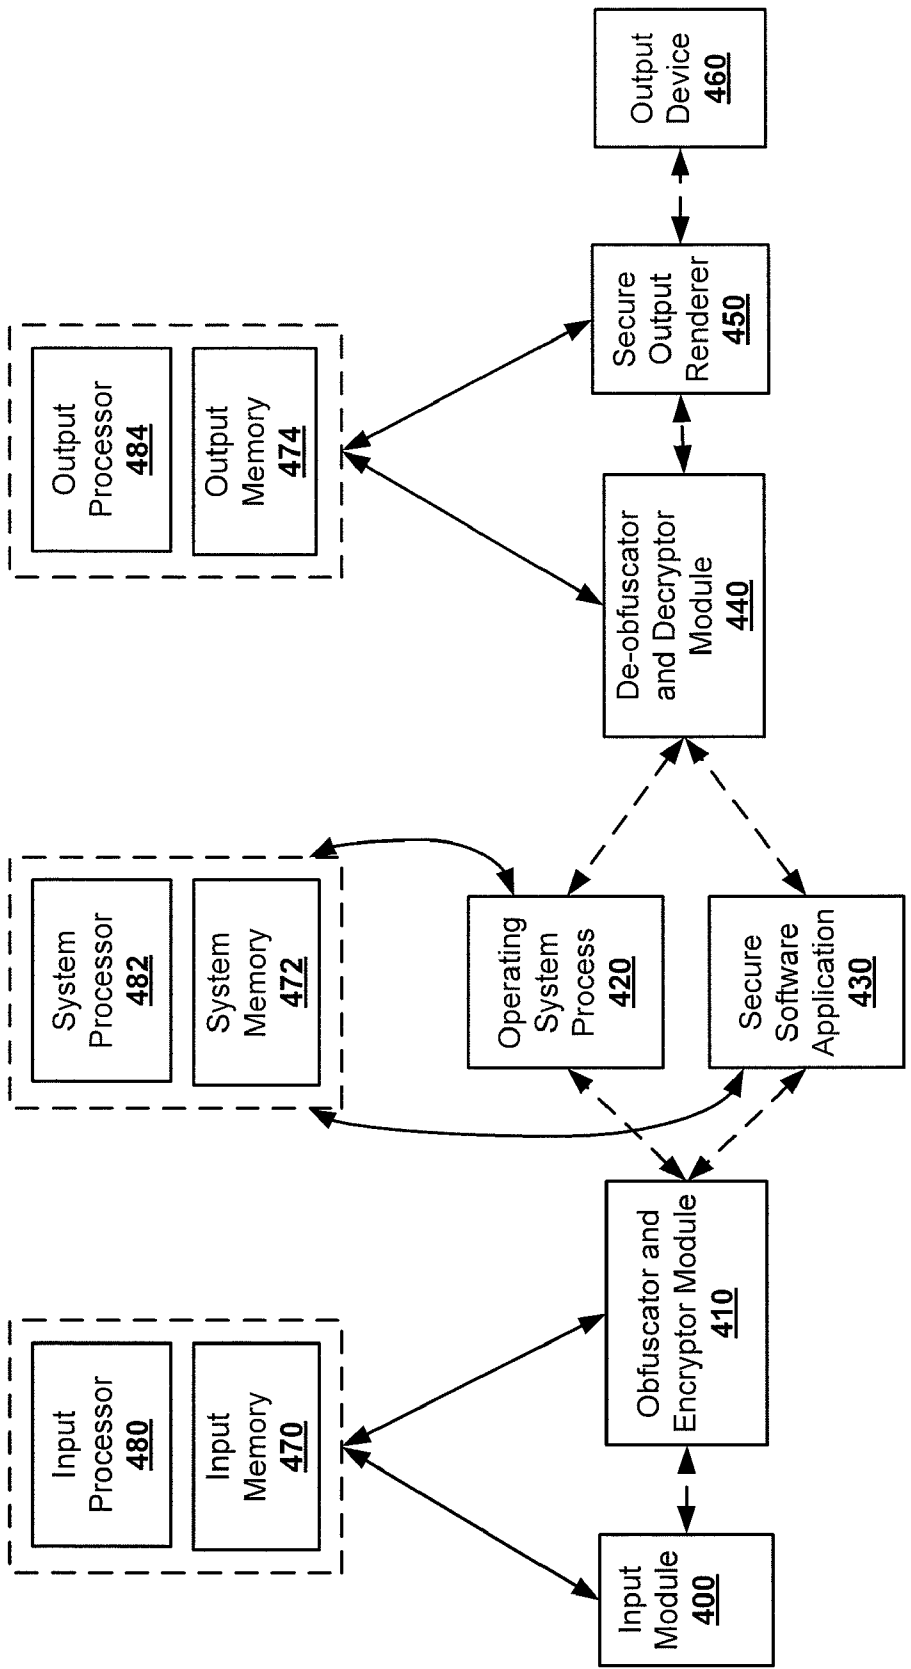 Input
Processor
480
Input
Memory
470
System
Processor
482
System
Memory
472
Output
Processor
484
Output
Memory
474
Input
Module
400
Obfuscator and
Encryptor Module
410
Operating
System
Process
420
Secure
Software
Application
430
De-obfuscator
and Decryptor
Module
440
Secure
Output
Renderer
450
Output
Device
460